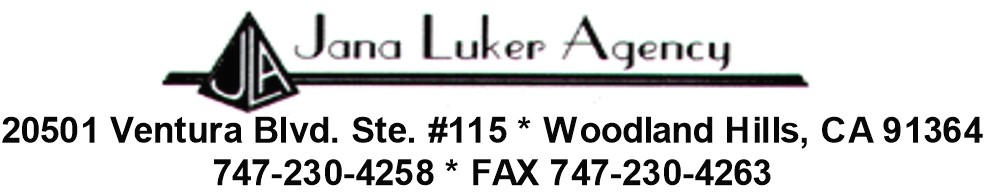 JLA Jana Luker Agency
20501 Ventura Blvd. Ste. #115 * Woodland Hills, CA 91364
747-230-4258 * FAX 747-230-4263